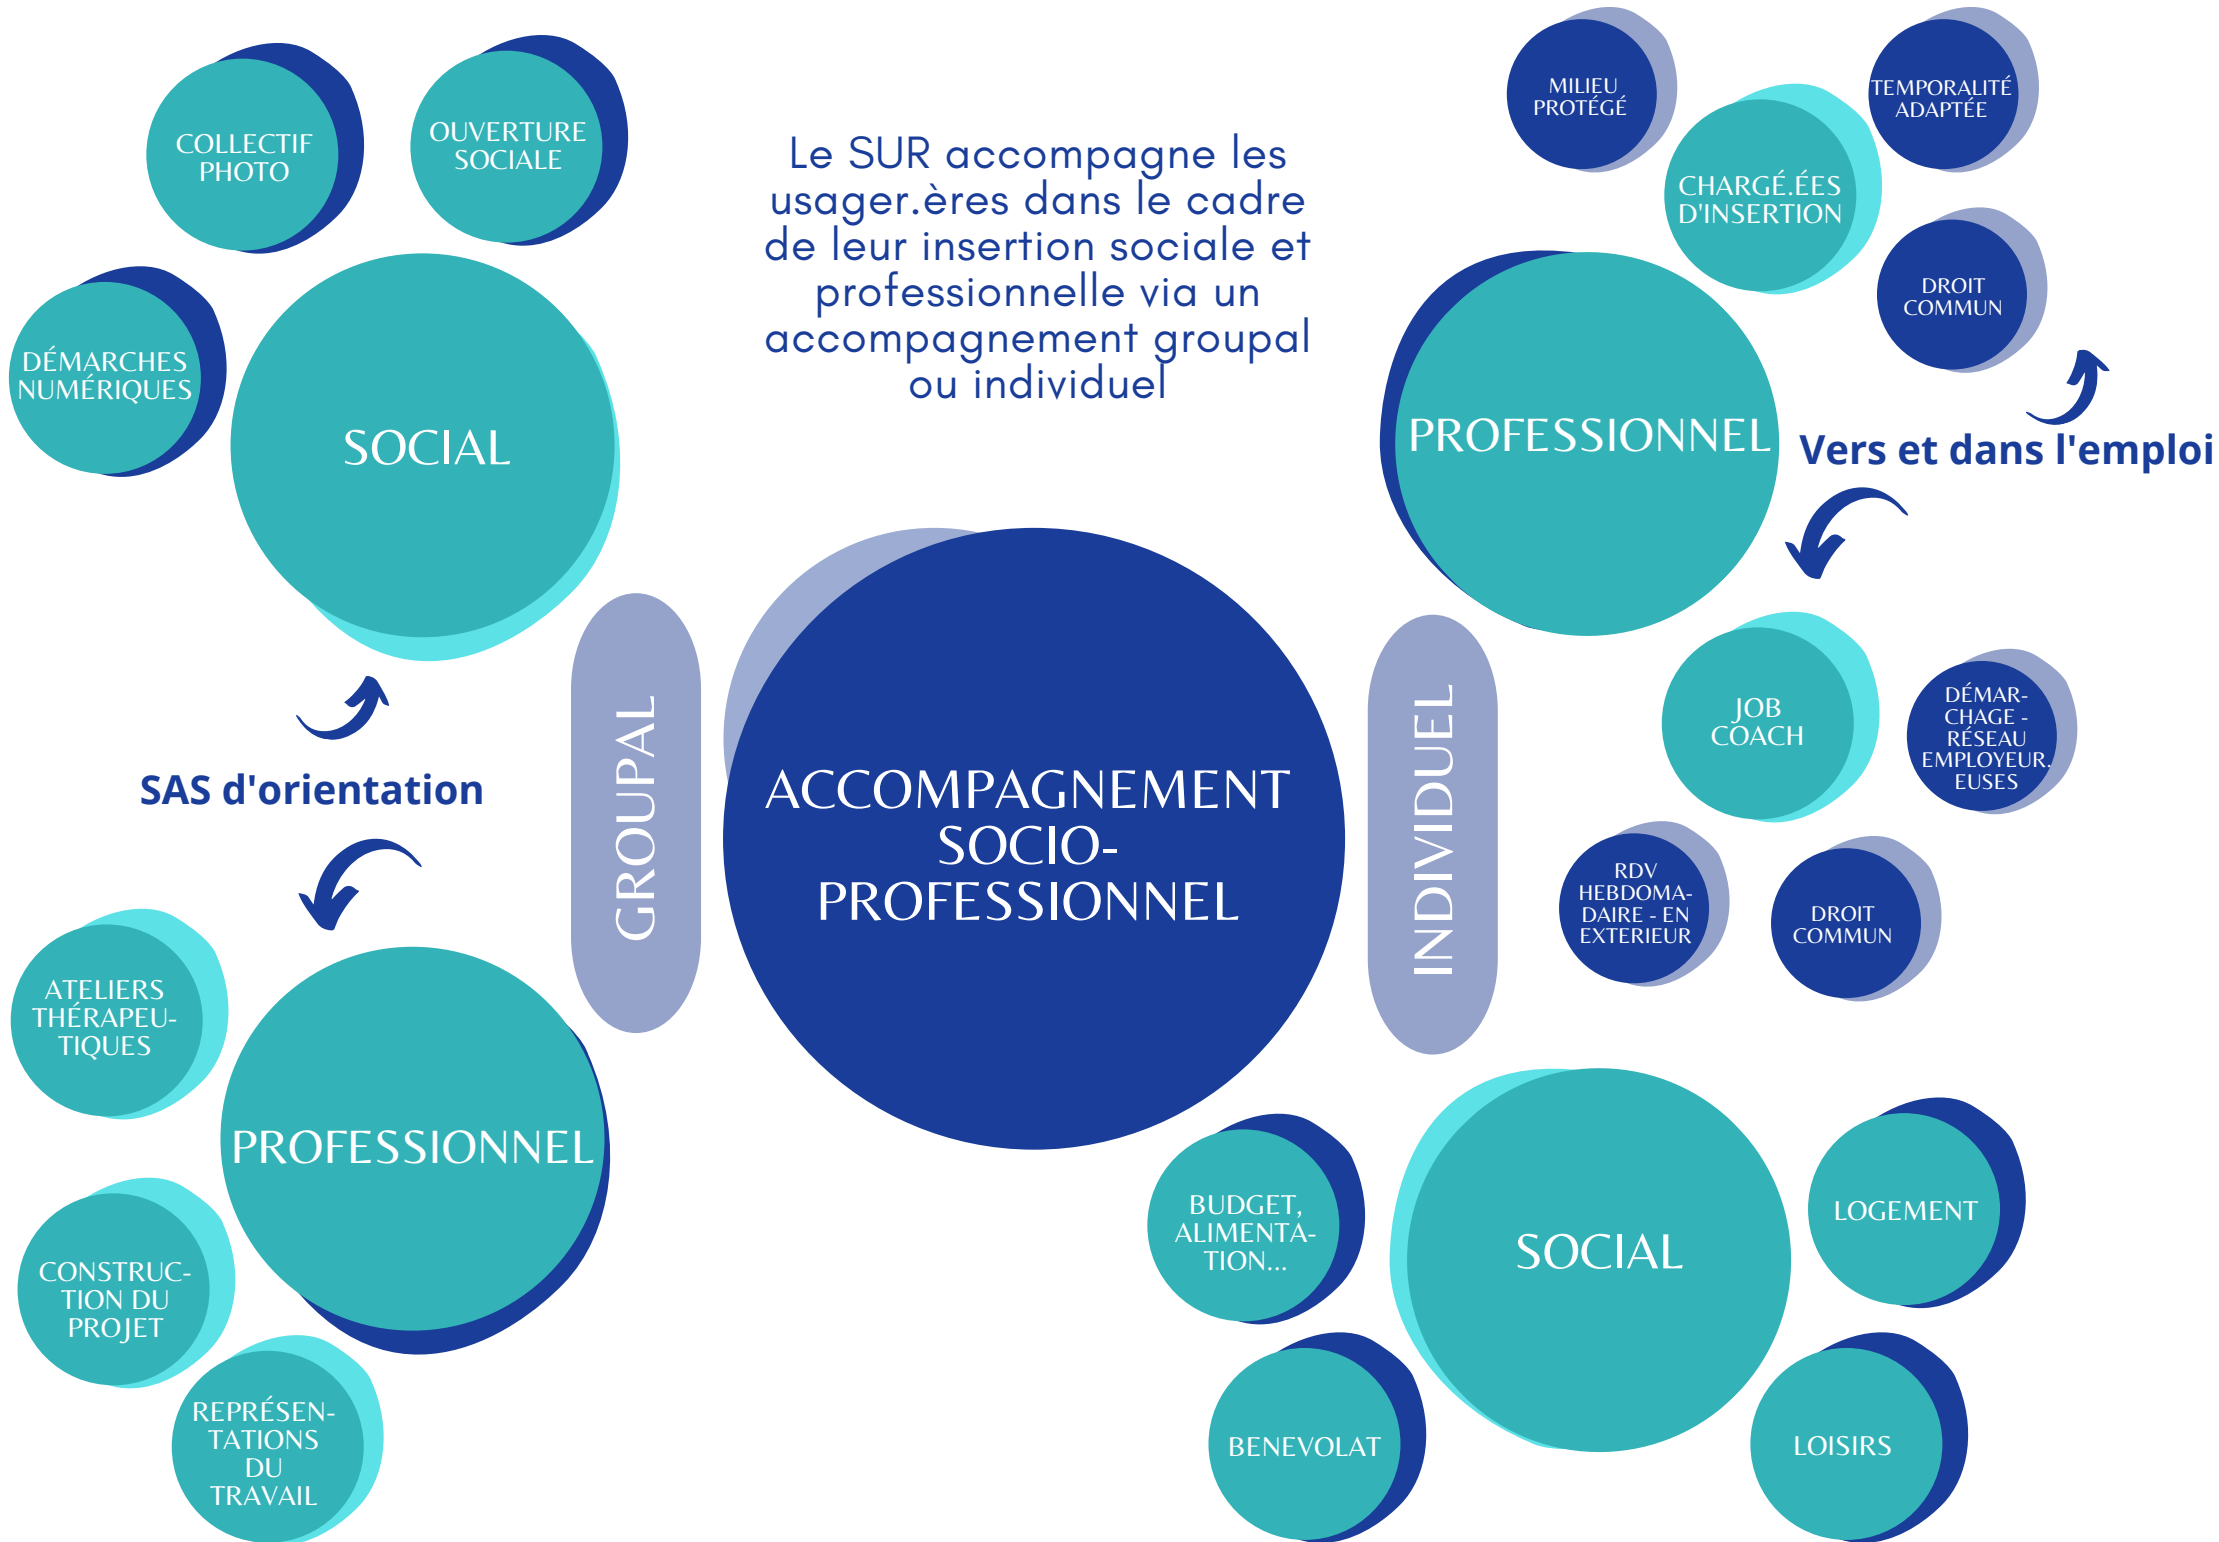 COLLECTIF
PHOTO
OUVERTURE
SOCIALE
DÉMARCHES
NUMÉRIQUES
SOCIAL
Le SUR accompagne les
usager.ères dans le cadre
de leur insertion sociale et
professionnelle via un
accompagnement groupal
ou individuel
MILIEU
PROTÉGÉ
TEMPORALITÉ
ADAPTÉE
CHARGÉ.ÉES
D'INSERTION
DROIT
COMMUN
PROFESSIONNEL
Vers et dans l'emploi
SAS d'orientation
GROUPAL
ACCOMPAGNEMENT
SOCIO-
PROFESSIONNEL
INDIVIDUEL
JOB
COACH
DÉMAR-
CHAGE -
RÉSEAU
EMPLOYEUR.
EUSES
RDV
HEBDOMA-
DAIRE - EN
EXTERIEUR
DROIT
COMMUN
ATELIERS
THÉRAPEU-
TIQUES
PROFESSIONNEL
CONSTRUC-
TION DU
PROJET
REPRÉSEN-
TATIONS
DU
TRAVAIL
BUDGET,
ALIMENTA-
TION...
SOCIAL
LOGEMENT
BENEVOLAT
LOISIRS